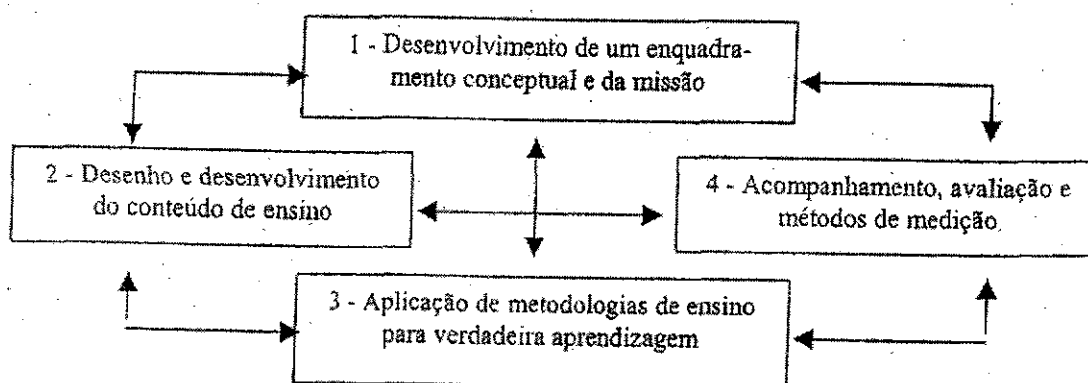 1 - Desenvolvimento de um enquadra-
mento conceptual e da missão
2 - Desenho e desenvolvimento
do conteúdo de ensino
4 - Acompanhamento, avaliação e
métodos de medição
3 - Aplicação de metodologias de ensino
para verdadeira aprendizagem